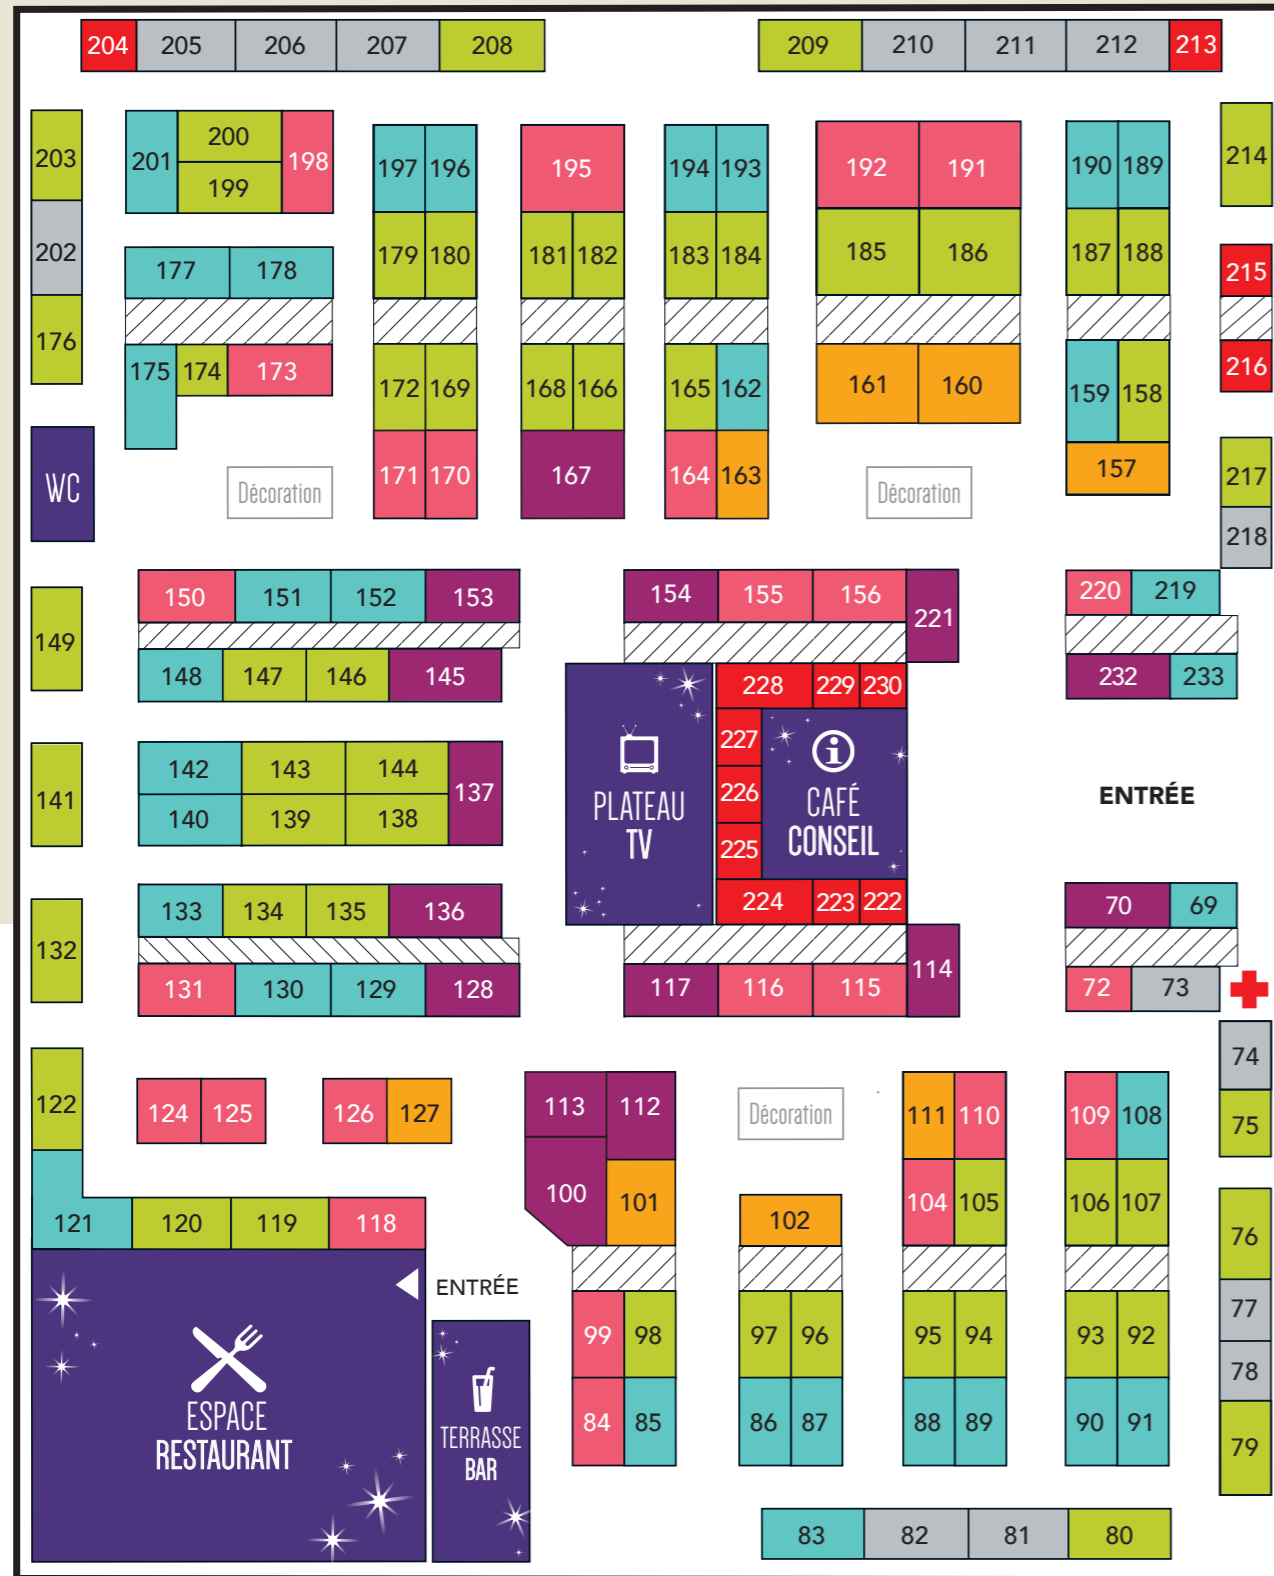 204 205 206 207 208 209 210 211 212 213
203 201 200 198 197 196 195 194 193 192 191 190 189 214
199
202 179 180 181 182 183 184 185 186 187 188
177 178 215
176 175 174 173 172 169 168 166 165 162 161 160 159 158 216
WC Décoration 171 170 167 164 163 Décoration 157 217
218
150 151 152 153 154 155 156 221 220 219
149 148 147 146 145 232 233
228 229 230
142 143 144 137 227
141 140 139 138 226
225
PLATEAU
TV
CAFÉ
CONSEIL
ENTRÉE
133 134 135 136 224 223 222 70 69
132
131 130 129 128 117 116 115 114 72 73
74
122 124 125 126 127 113 112 Décoration 111 110 109 108 75
100 101 104 105 106 107
121 120 119 118 102 76
ENTRÉE
77
99 98 97 96 95 94 93 92
78
84 85 86 87 88 89 90 91 79
ESPACE
RESTAURANT
TERRASSE
BAR
83 82 81 80